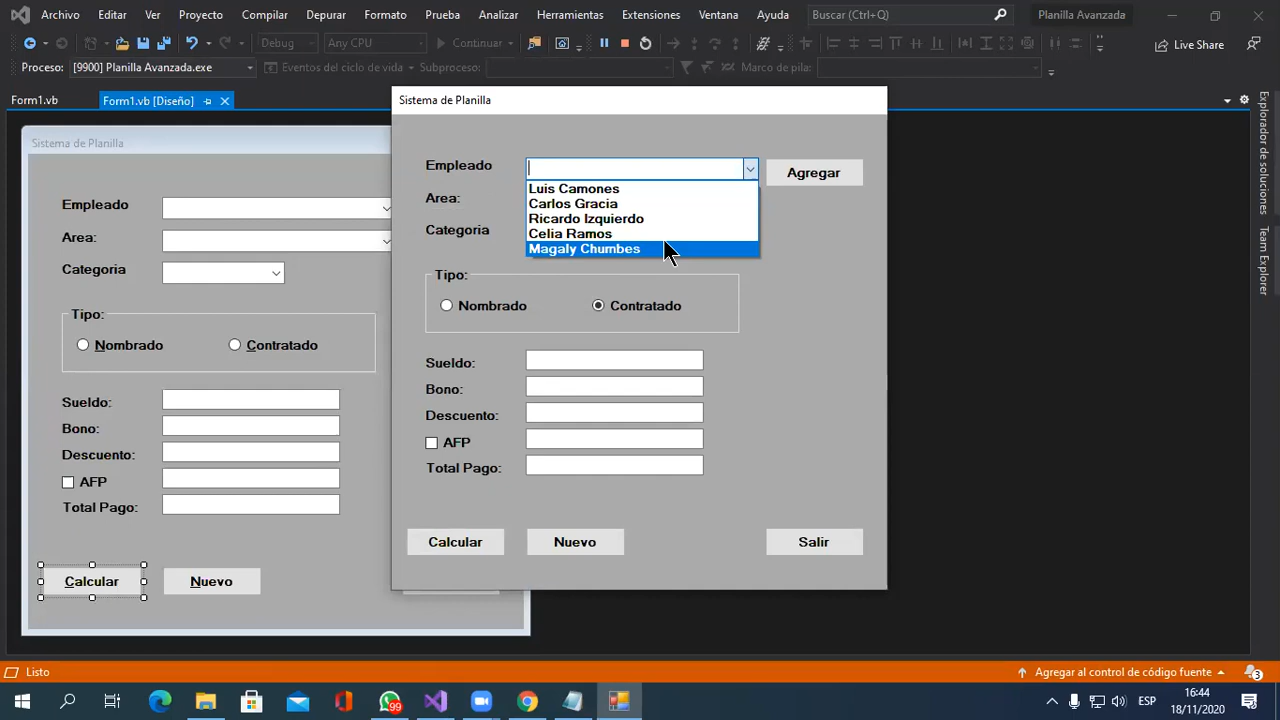 Archivo Editar Ver Proyecto Compilar Depurar Formato Prueba Analizar Herramientas Extensiones Ventana Ayuda Buscar (Ctrl+Q) Planilla Avanzada
Debug Any CPU Continuar Live Share
Proceso: [9900] Planilla Avanzada.exe Eventos del ciclo de vida Subproceso: Marco de pila:
Form1.vb Form1.vb [Diseño]
Sistema de Planilla
Empleado
Area:
Categoria
Tipo:
Nombrado Contratado
Sueldo:
Bono:
Descuento:
AFP
Total Pago:
Calcular Nuevo
Sistema de Planilla
Empleado Agregar
Luis Camones
Carlos Gracia
Ricardo Izquierdo
Celia Ramos
Magaly Chumbes
Area:
Categoria
Tipo:
Nombrado Contratado
Sueldo:
Bono:
Descuento:
AFP
Total Pago:
Calcular Nuevo Salir
Explorador de soluciones
Team Explorer
Listo Agregar al control de código fuente 3
99 ESP 16:44
18/11/2020